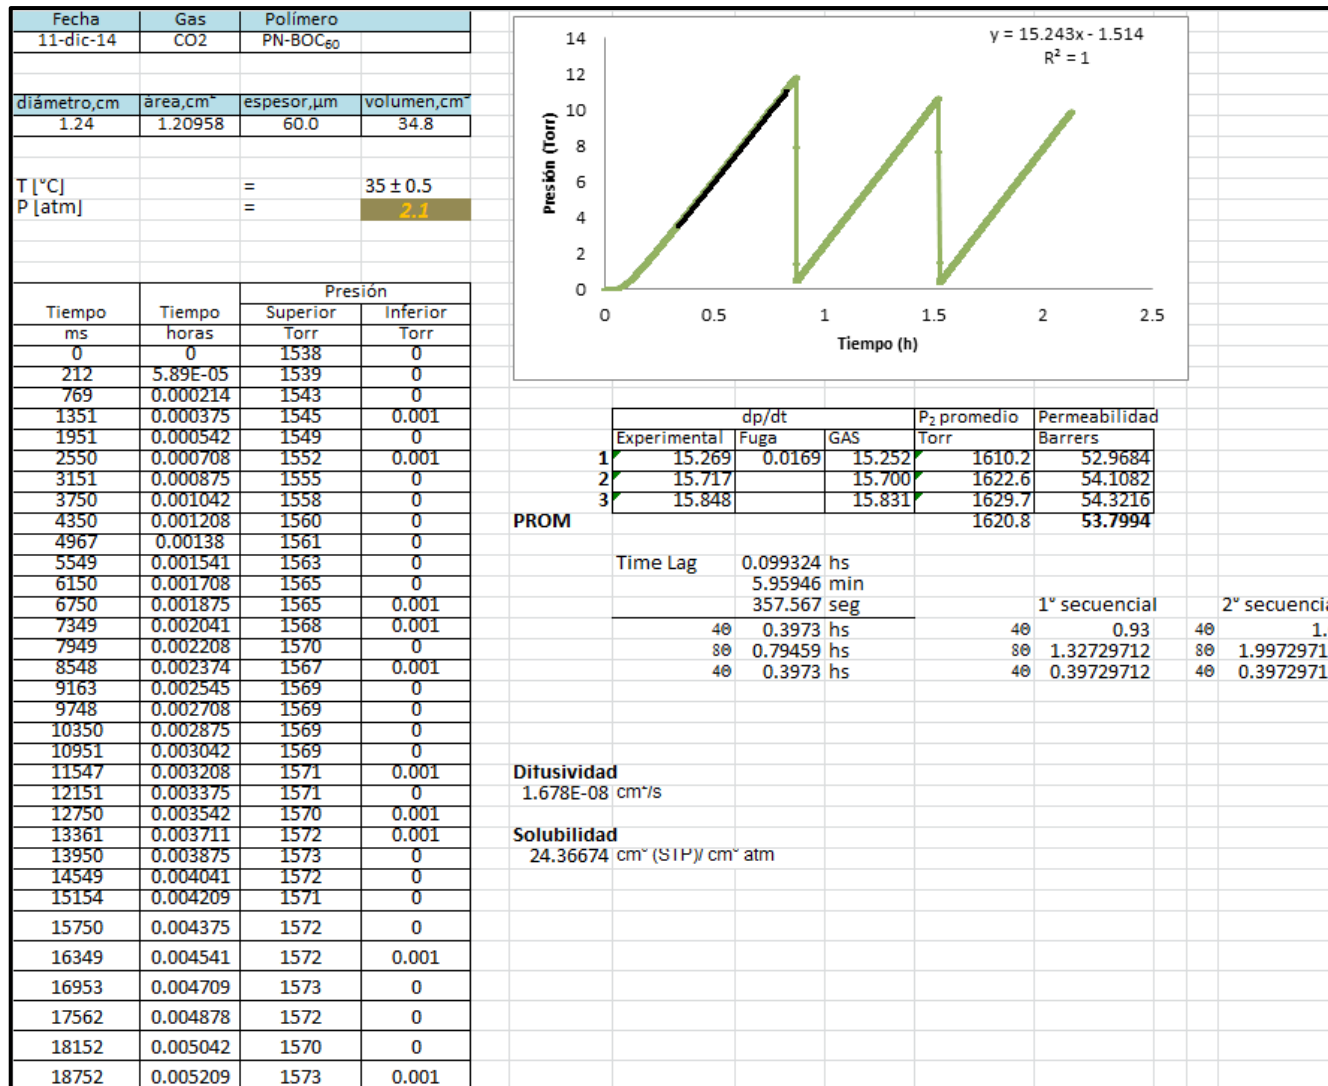 Fecha Gas Polímero
11-dic-14 CO2 PN-BOC₆₀
diámetro,cm área,cm² espesor,µm volumen,cm³
1.24 1.20958 60.0 34.8
T [°C] = 35 ± 0.5
P [atm] = 2.1
Presión
Tiempo Tiempo Superior Inferior
ms horas Torr Torr
0 0 1538 0
212 5.89E-05 1539 0
769 0.000214 1543 0
1351 0.000375 1545 0.001
1951 0.000542 1549 0
2550 0.000708 1552 0.001
3151 0.000875 1555 0
3750 0.001042 1558 0
4350 0.001208 1560 0
4967 0.00138 1561 0
5549 0.001541 1563 0
6150 0.001708 1565 0
6750 0.001875 1565 0.001
7349 0.002041 1568 0.001
7949 0.002208 1570 0
8548 0.002374 1567 0.001
9163 0.002545 1569 0
9748 0.002708 1569 0
10350 0.002875 1569 0
10951 0.003042 1569 0
11547 0.003208 1571 0.001
12151 0.003375 1571 0
12750 0.003542 1570 0.001
13361 0.003711 1572 0.001
13950 0.003875 1573 0
14549 0.004041 1572 0
15154 0.004209 1571 0
15750 0.004375 1572 0
16349 0.004541 1572 0.001
16953 0.004709 1573 0
17562 0.004878 1572 0
18152 0.005042 1570 0
18752 0.005209 1573 0.001
y = 15.243x - 1.514
R² = 1
Presión (Torr)
14
12
10
8
6
4
2
0
0 0.5 1 1.5 2 2.5
Tiempo (h)
dp/dt P₂ promedio Permeabilidad
Experimental Fuga GAS Torr Barrers
1 15.269 0.0169 15.252 1610.2 52.9684
2 15.717 15.700 1622.6 54.1082
3 15.848 15.831 1629.7 54.3216
PROM 1620.8 53.7994
Time Lag 0.099324 hs
5.95946 min
357.567 seg 1° secuencial 2° secuencia
4θ 0.3973 hs 4θ 0.93 4θ 1.
8θ 0.79459 hs 8θ 1.32729712 8θ 1.9972971
4θ 0.3973 hs 4θ 0.39729712 4θ 0.3972971
Difusividad
1.678E-08 cm²/s
Solubilidad
24.36674 cm³ (STP)/ cm³ atm